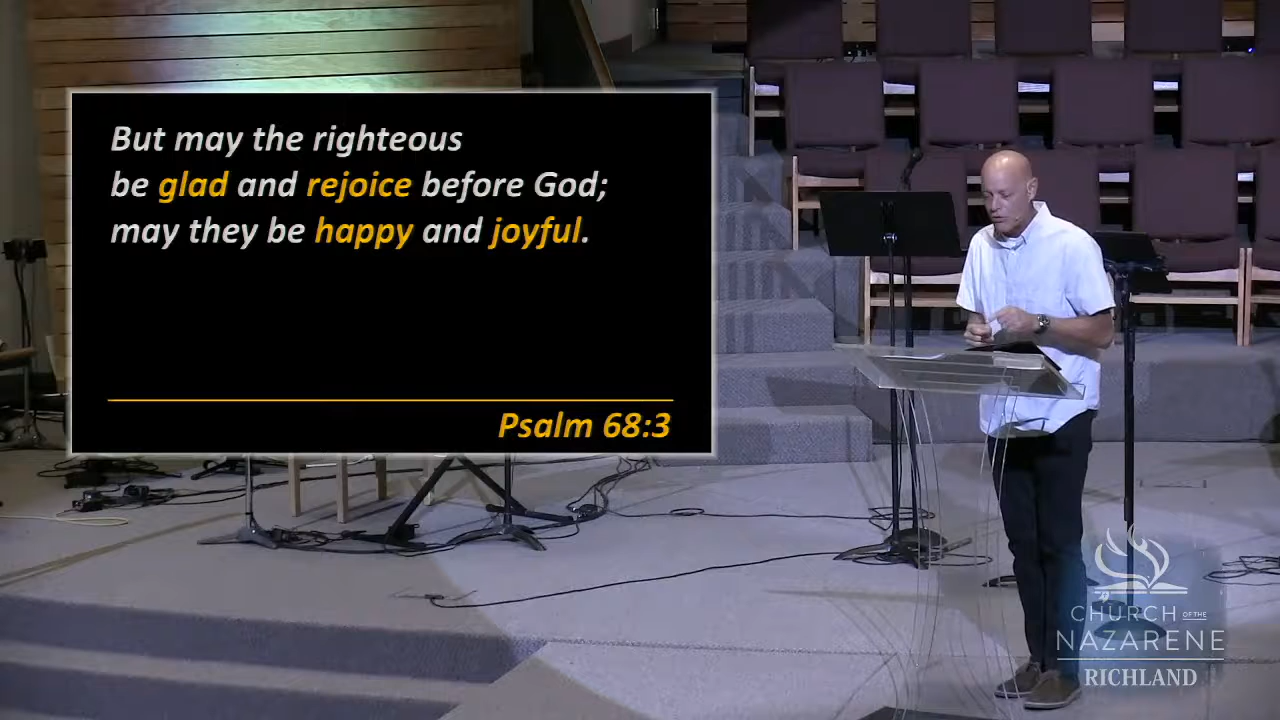 But may the righteous
be glad and rejoice before God;
may they be happy and joyful.
Psalm 68:3
CHURCH OF THE
NAZARENE
RICHLAND